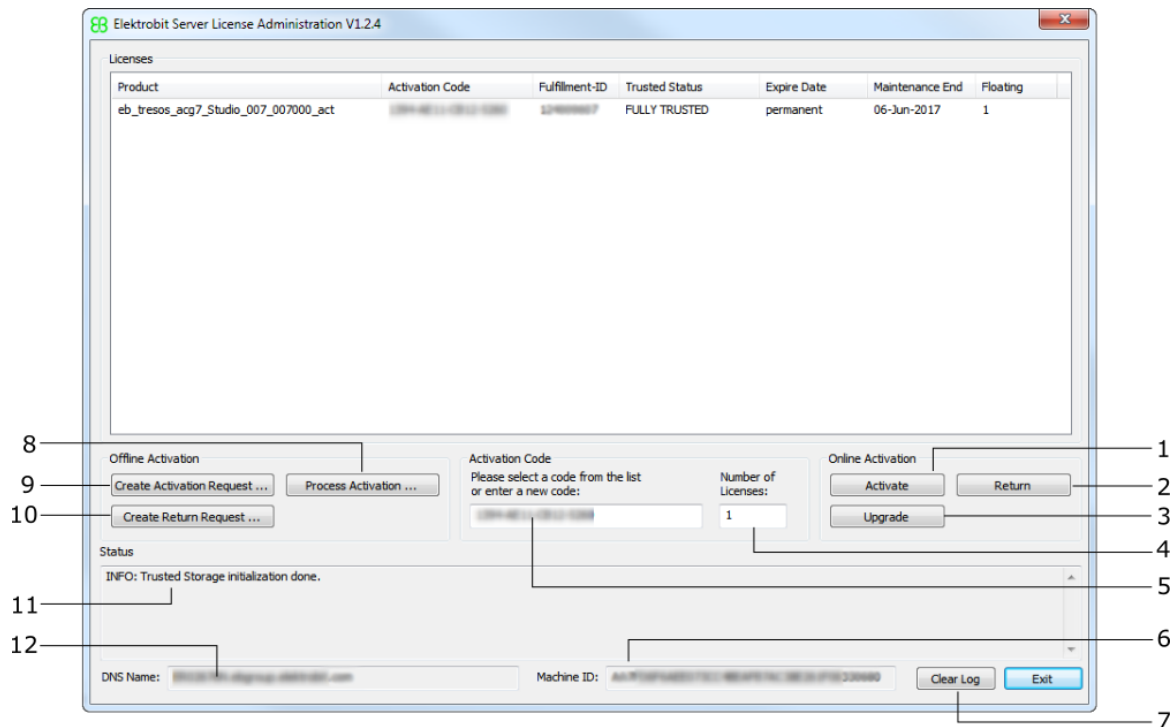 Elektrobit Server License Administration V1.2.4
Licenses
Product Activation Code Fulfillment-ID Trusted Status Expire Date Maintenance End Floating
eb_tresos_acg7_Studio_007_007000_act FULLY TRUSTED permanent 06-Jun-2017 1
8
9
10
Offline Activation
Create Activation Request ... Process Activation ...
Create Return Request ...
Activation Code
Please select a code from the list
or enter a new code:
Number of
Licenses:
1
Online Activation
Activate Return
Upgrade
1
2
3
4
5
Status
INFO: Trusted Storage initialization done.
11
12
6
DNS Name: Machine ID: Clear Log Exit
7